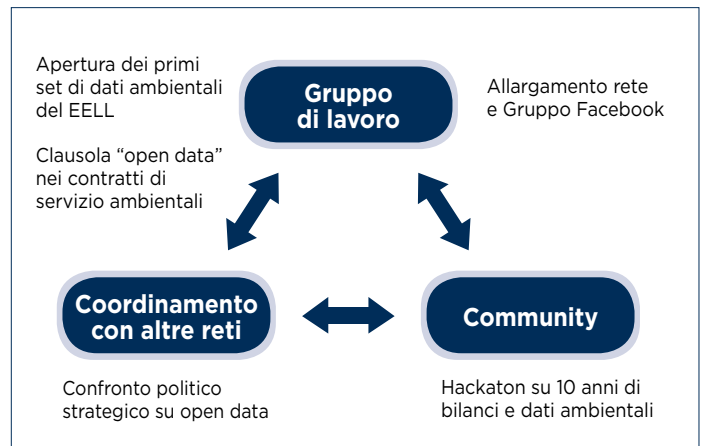 Apertura dei primi
set di dati ambientali
del EELL
Clausola “open data”
nei contratti di
servizio ambientali
Gruppo
di lavoro
Allargamento rete
e Gruppo Facebook
Coordinamento
con altre reti
Community
Confronto politico
strategico su open data
Hackaton su 10 anni di
bilanci e dati ambientali